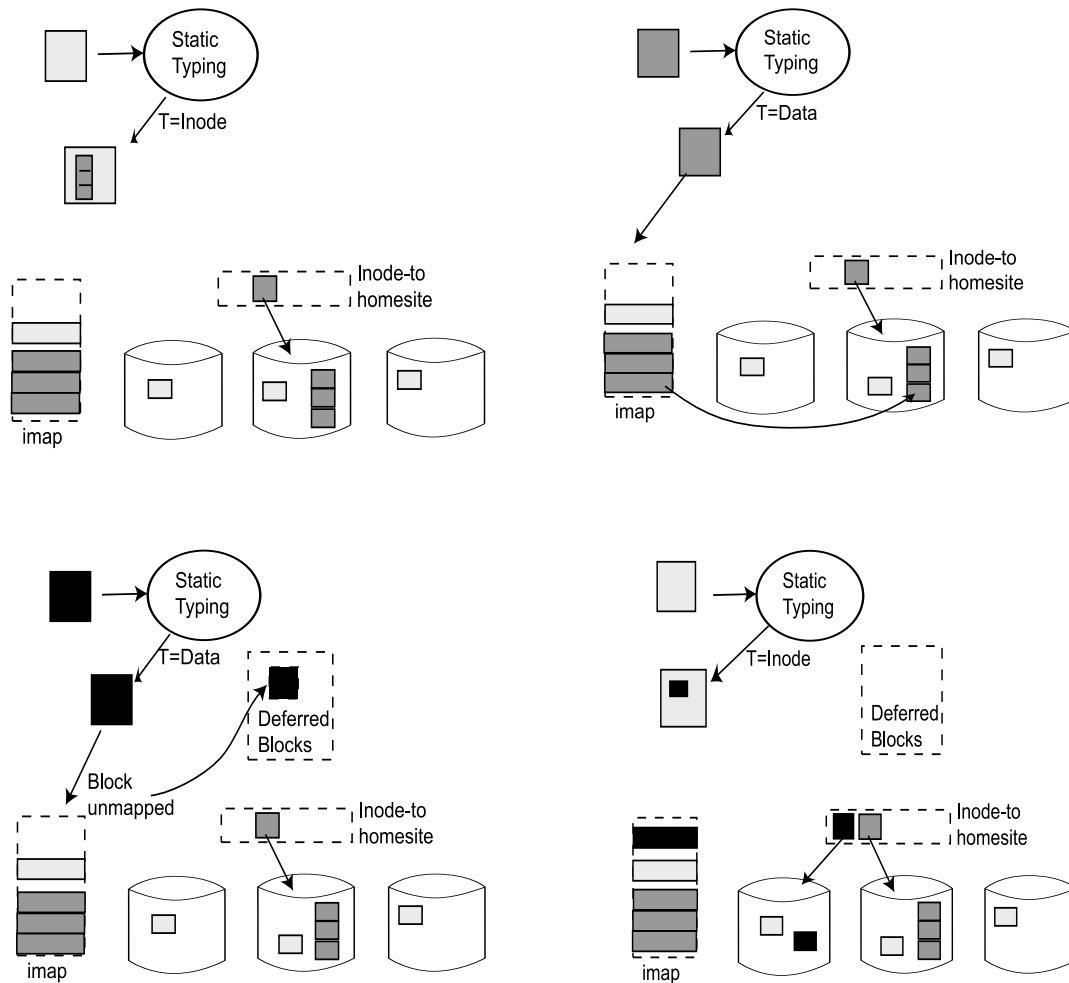 Static
Typing
T=Inode
Inode-to
homesite
imap
Static
Typing
T=Data
Inode-to
homesite
imap
Static
Typing
T=Data
Deferred
Blocks
Block
unmapped
Inode-to
homesite
imap
Static
Typing
T=Inode
Deferred
Blocks
Inode-to
homesite
imap